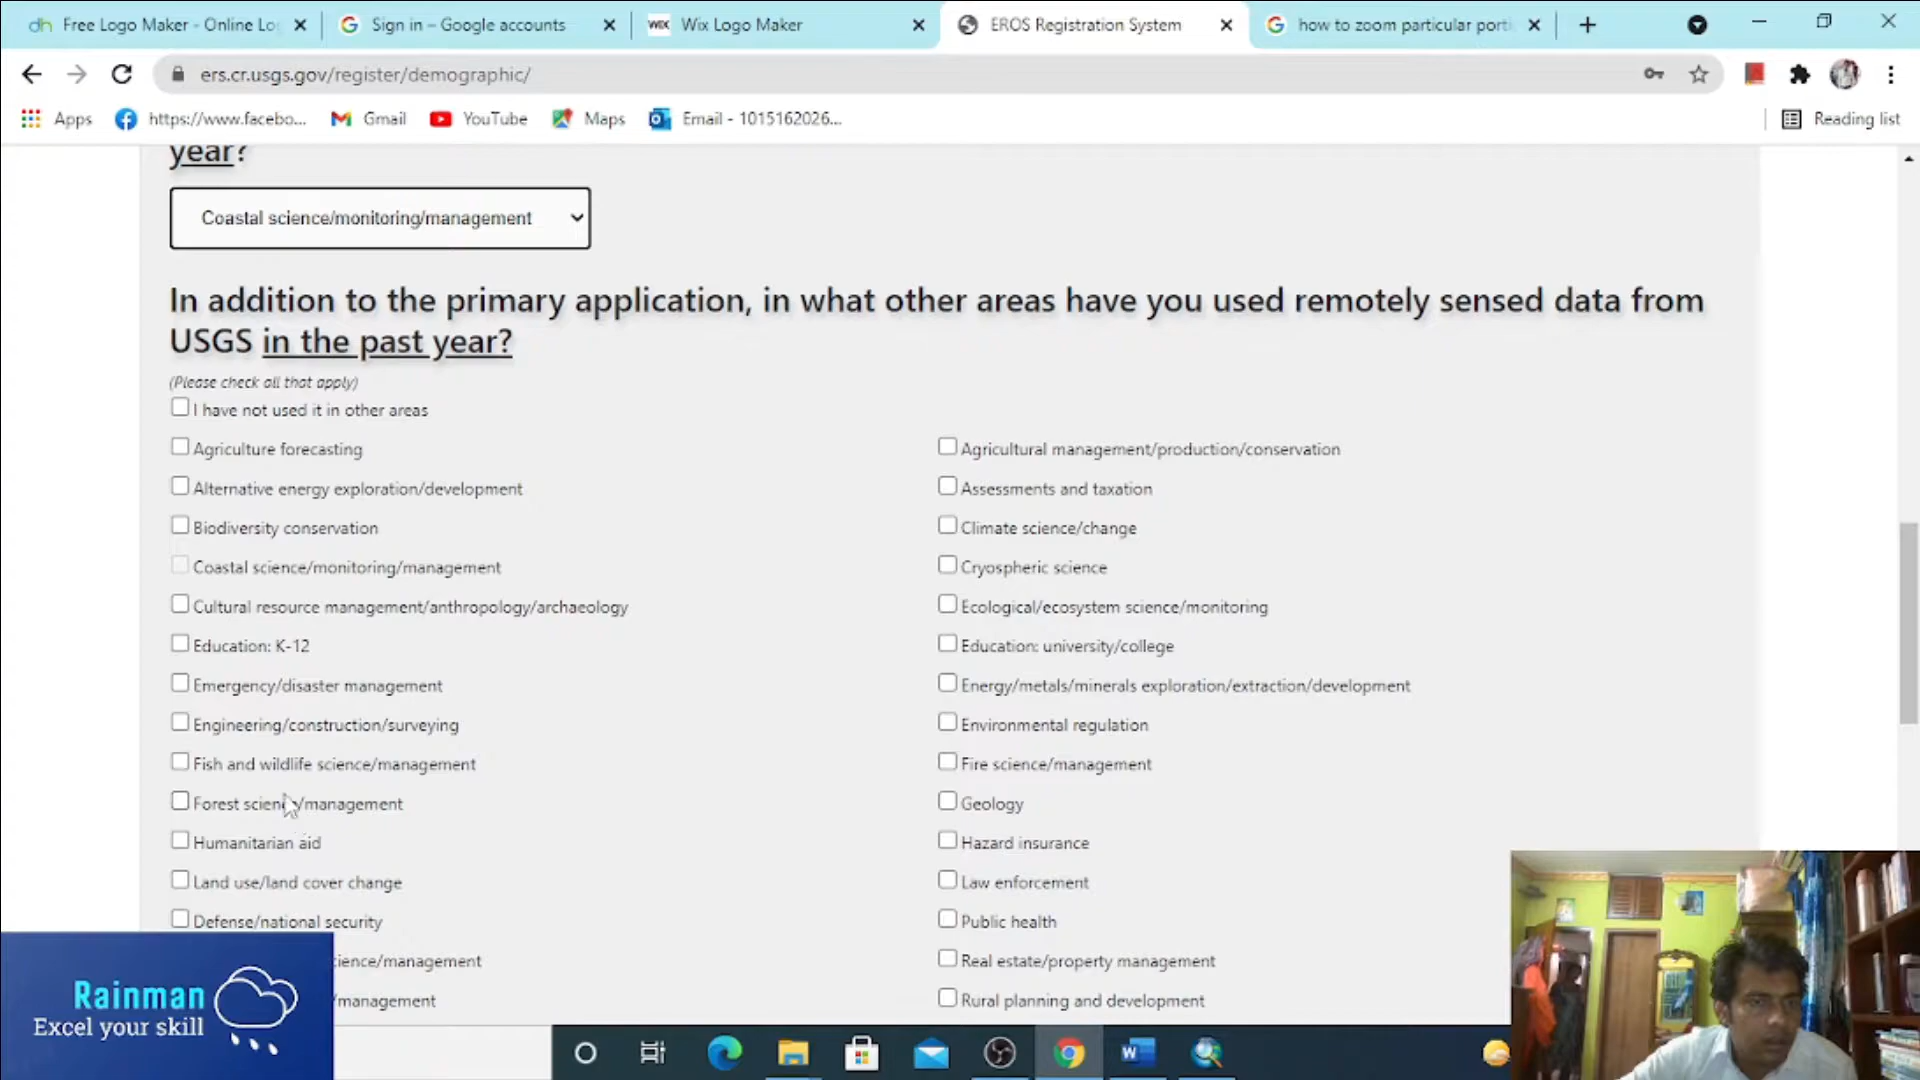 dh Free Logo Maker - Online Lo
Sign in – Google accounts
WIX Wix Logo Maker
EROS Registration System
how to zoom particular porti
ers.cr.usgs.gov/register/demographic/
Apps
https://www.facebo...
Gmail
YouTube
Maps
Email - 1015162026...
Reading list
year?
Coastal science/monitoring/management
In addition to the primary application, in what other areas have you used remotely sensed data from
USGS in the past year?
(Please check all that apply)
I have not used it in other areas
Agriculture forecasting
Agricultural management/production/conservation
Alternative energy exploration/development
Assessments and taxation
Biodiversity conservation
Climate science/change
Coastal science/monitoring/management
Cryospheric science
Cultural resource management/anthropology/archaeology
Ecological/ecosystem science/monitoring
Education: K-12
Education: university/college
Emergency/disaster management
Energy/metals/minerals exploration/extraction/development
Engineering/construction/surveying
Environmental regulation
Fish and wildlife science/management
Fire science/management
Forest science/management
Geology
Humanitarian aid
Hazard insurance
Land use/land cover change
Law enforcement
Defense/national security
Public health
ience/management
Real estate/property management
/management
Rural planning and development
Rainman
Excel your skill